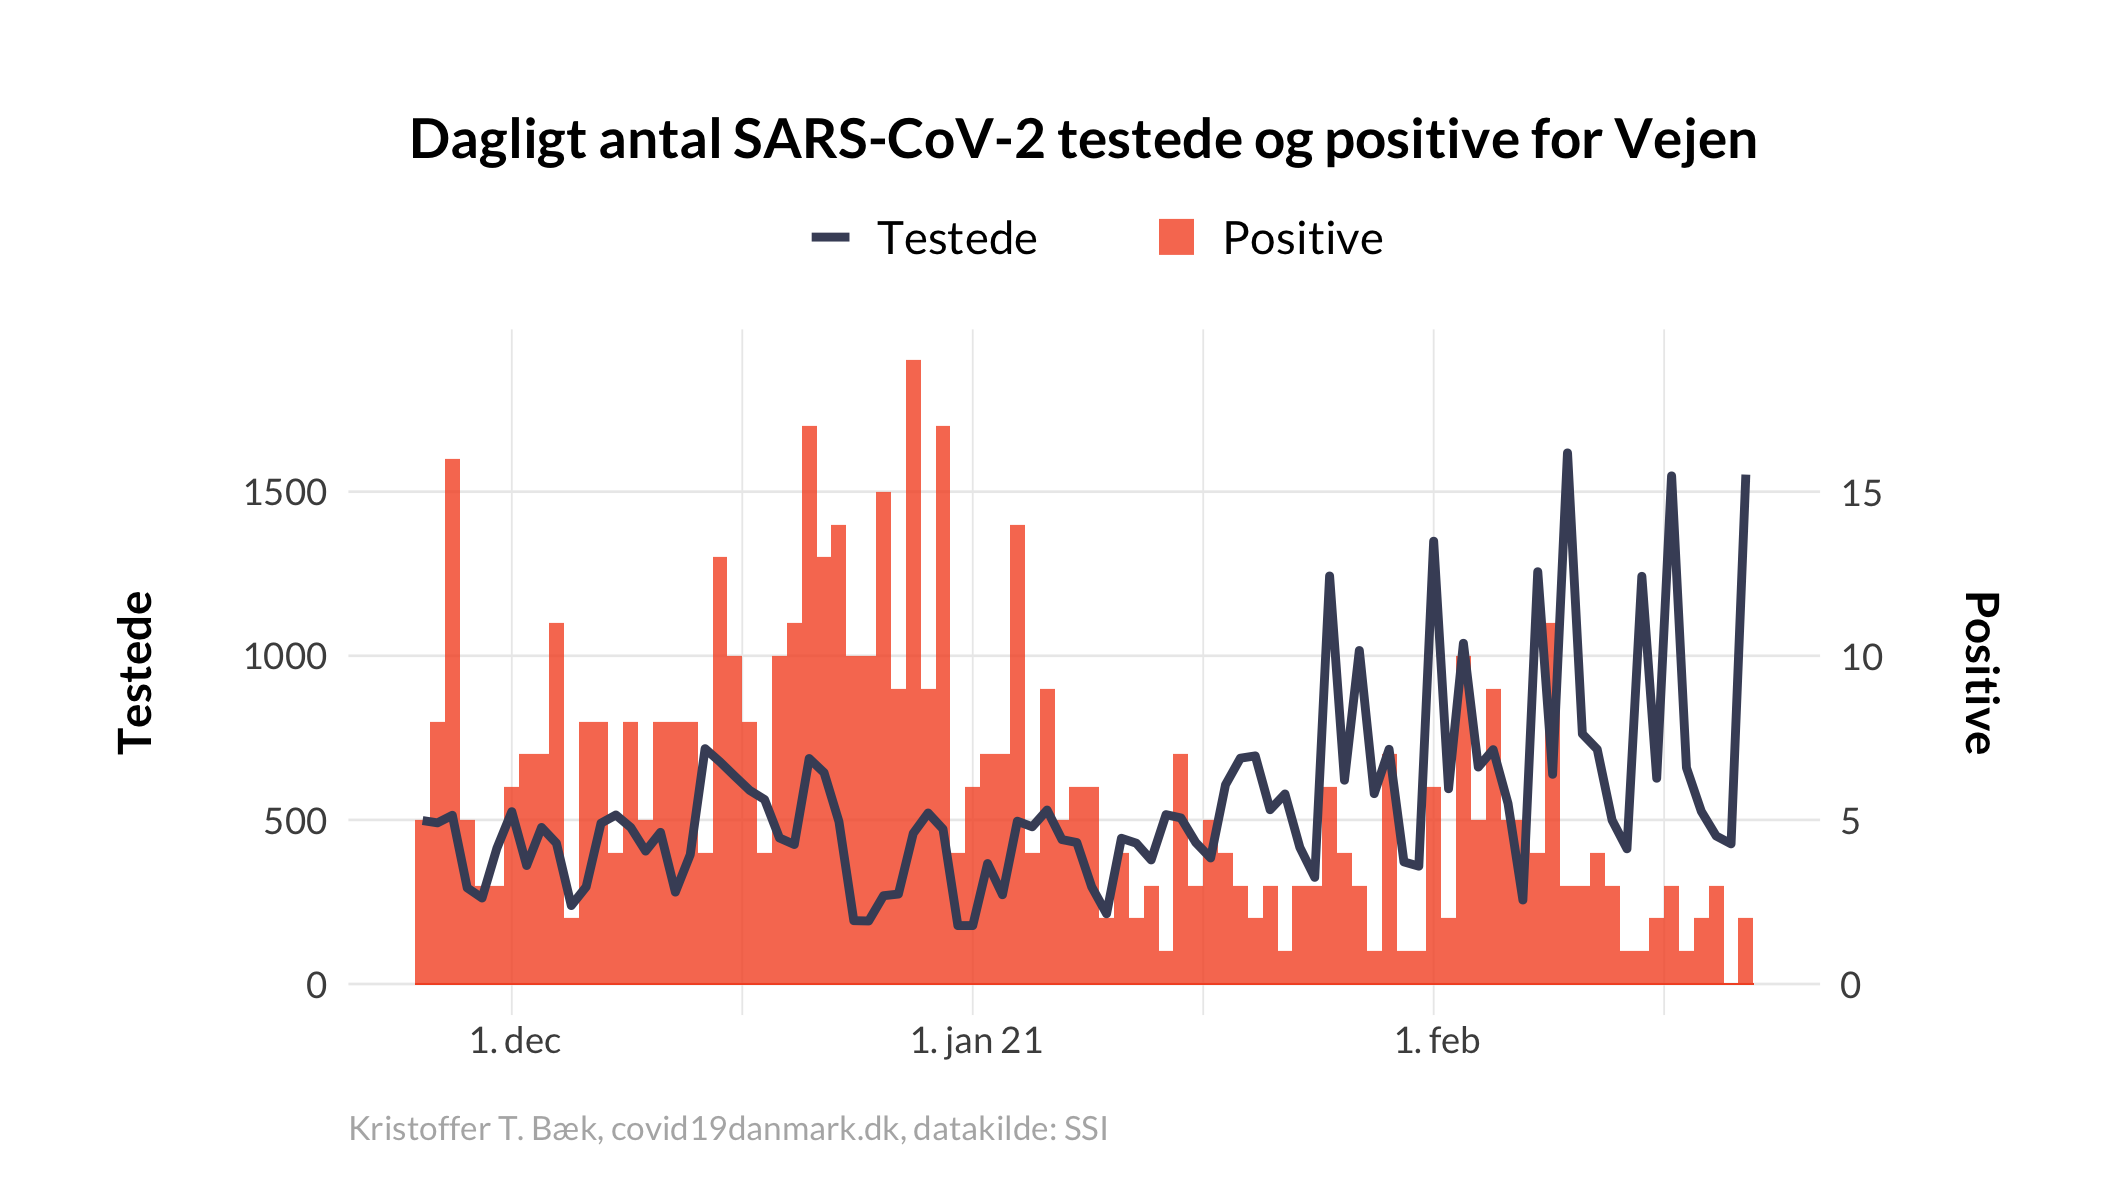 Dagligt antal SARS-CoV-2 testede og positive for Vejen
Testede Positive
1500 15
1000 10
500 5
0 0
Testede
Positive
1. dec 1. jan 21 1. feb
Kristoffer T. Bæk, covid19danmark.dk, datakilde: SSI